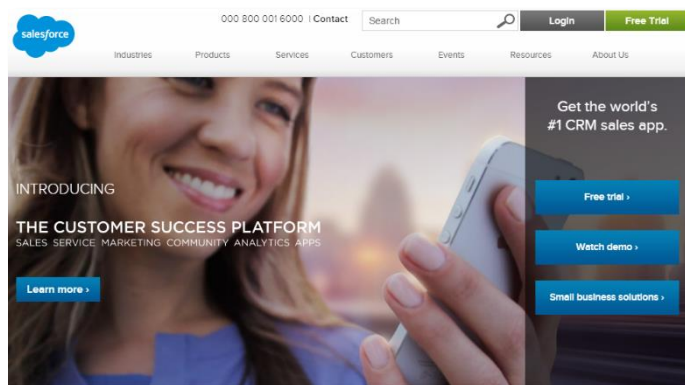 salesforce
000 800 001 6000 | Contact
Search
Login
Free Trial
Industries
Products
Services
Customers
Events
Resources
About Us
INTRODUCING
THE CUSTOMER SUCCESS PLATFORM
SALES SERVICE MARKETING COMMUNITY ANALYTICS APPS
Learn more ›
Get the world's
#1 CRM sales app.
Free trial ›
Watch demo ›
Small business solutions ›